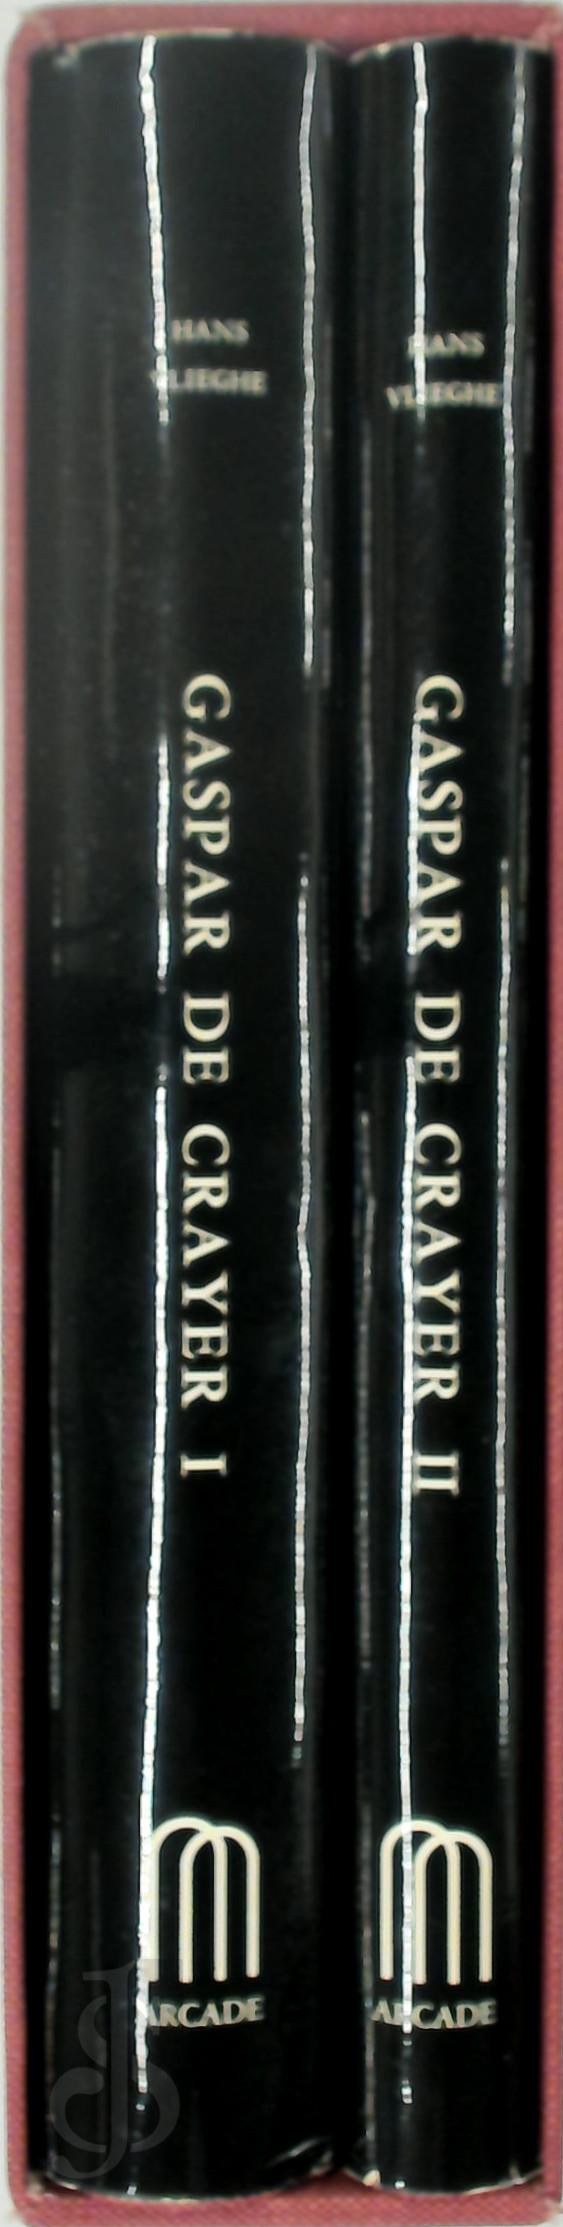 HANS
VLIEGHE
GASPAR DE CRAYER I
ARCADE
HANS
VLIEGHE
GASPAR DE CRAYER II
ARCADE